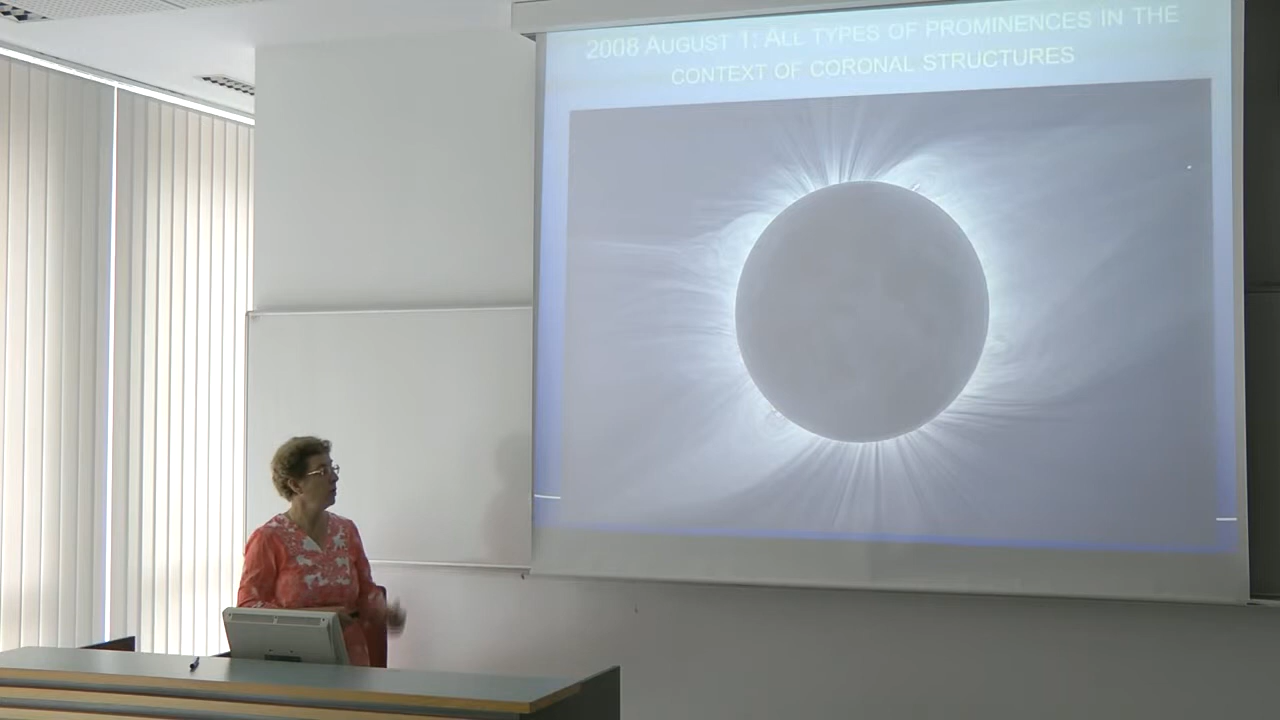 2008 August 1: All types of prominences in the
context of coronal structures